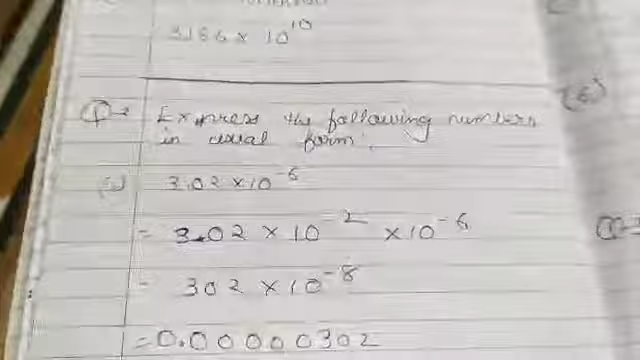 3.186 × 10^10
Q→ Express the following numbers
in usual form.
(i) 3.02 × 10^-6
= 3.02 × 10^-2 × 10^-6
= 302 × 10^-8
= 0.00000302